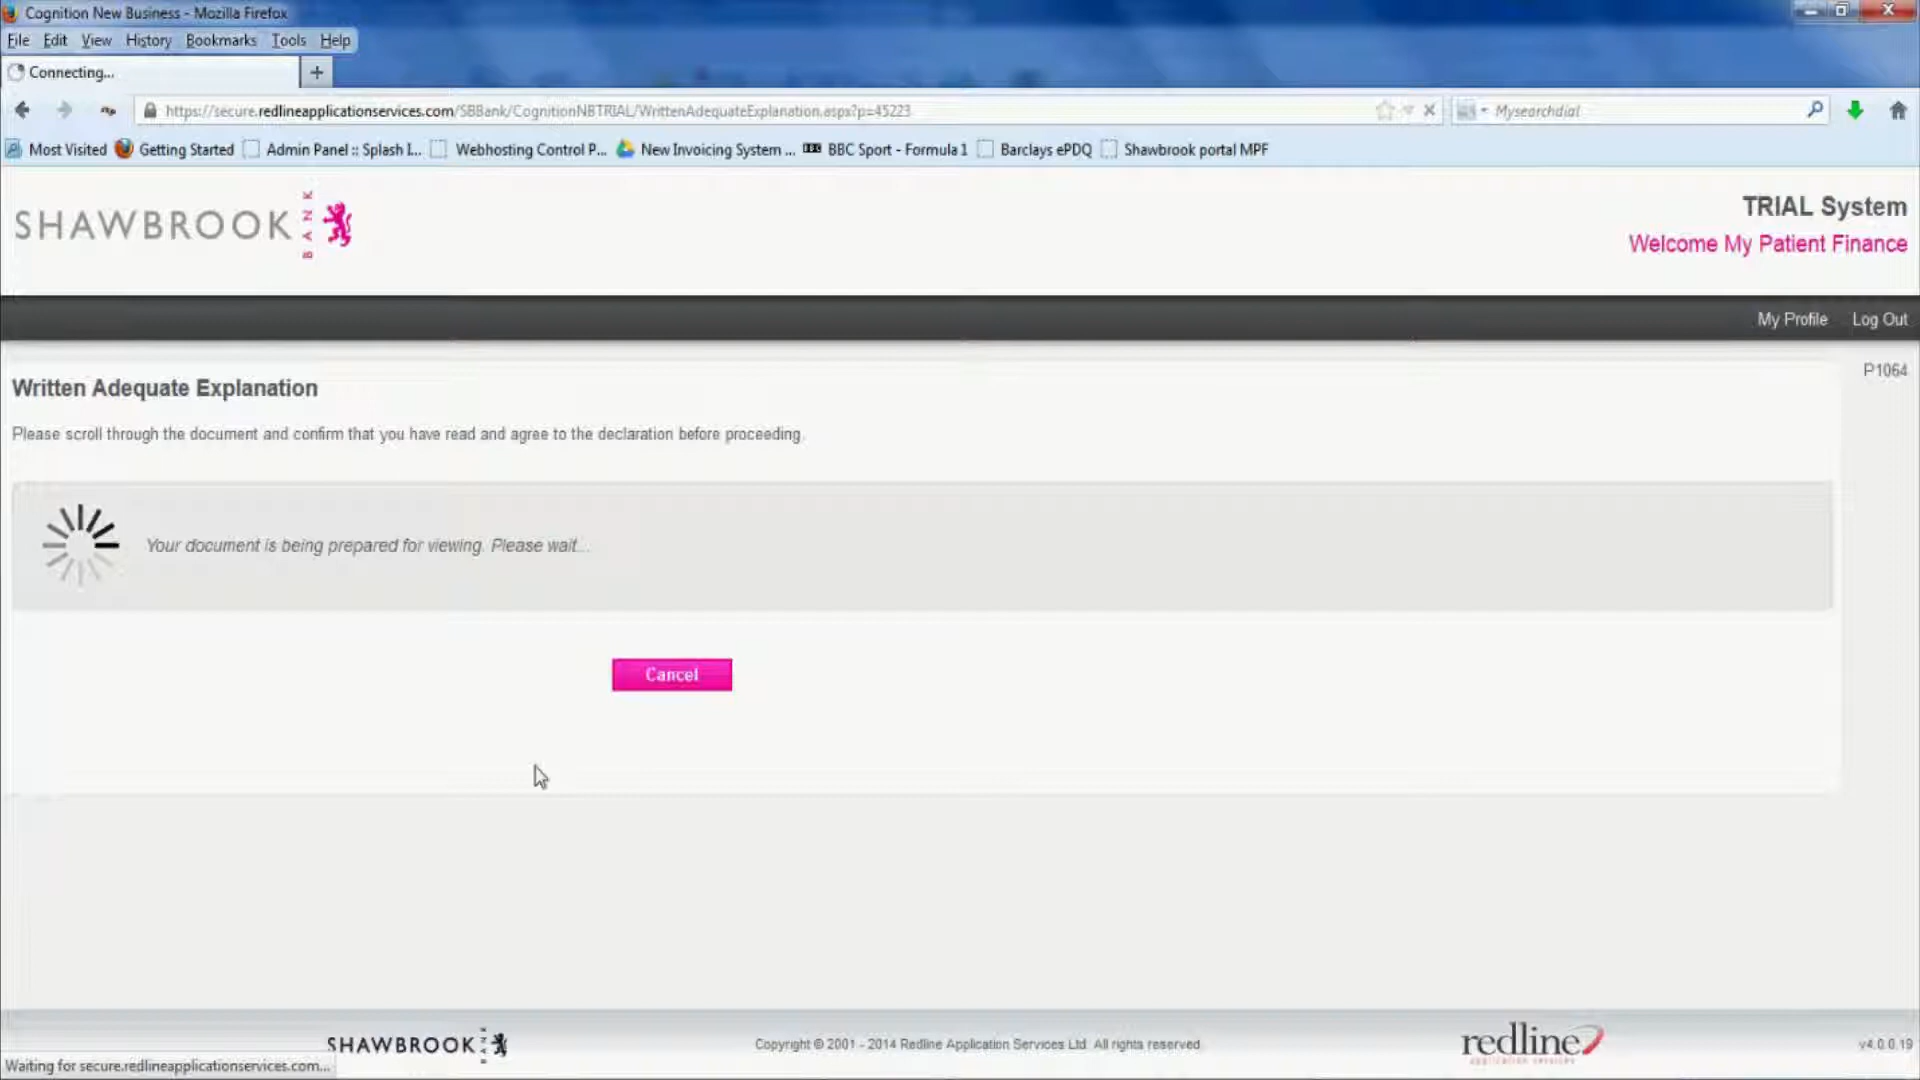 Cognition New Business - Mozilla Firefox
File Edit View History Bookmarks Tools Help
Connecting...
https://secure.redlineapplicationservices.com/SBBank/CognitionNBTRIAL/WrittenAdequateExplanation.aspx?p=45223
Mysearchdial
Most Visited Getting Started Admin Panel :: Splash I... Webhosting Control P... New Invoicing System ... BBC Sport - Formula 1 Barclays ePDQ Shawbrook portal MPF
SHAWBROOK BANK
TRIAL System
Welcome My Patient Finance
My Profile Log Out
P1064
Written Adequate Explanation
Please scroll through the document and confirm that you have read and agree to the declaration before proceeding.
Your document is being prepared for viewing. Please wait...
Cancel
SHAWBROOK BANK
Copyright © 2001 - 2014 Redline Application Services Ltd. All rights reserved.
redline
application services
v4.0.0.19
Waiting for secure.redlineapplicationservices.com...